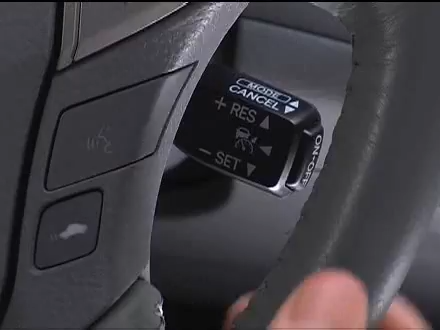 MODE
CANCEL
+ RES
- SET
ON-OFF